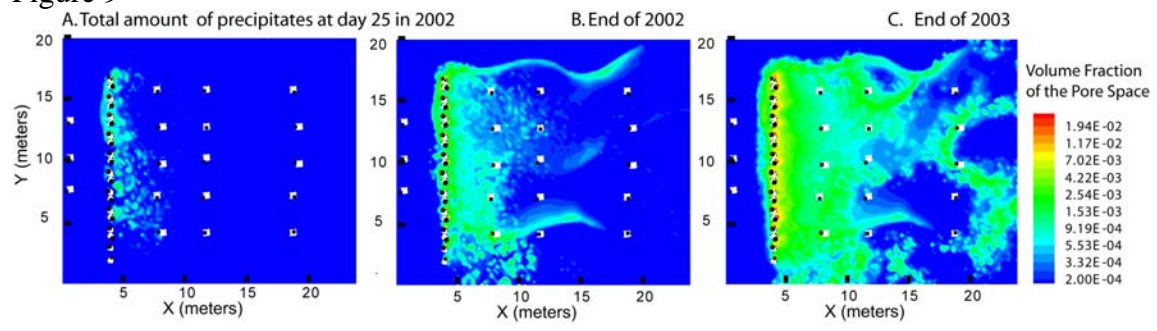 Figure 9
A. Total amount of precipitates at day 25 in 2002
B. End of 2002
C. End of 2003
20
15
10
5
Y (meters)
5 10 15 20
X (meters)
20
15
10
5
5 10 15 20
X (meters)
20
15
10
5
5 10 15 20
X (meters)
Volume Fraction
of the Pore Space
1.94E-02
1.17E-02
7.02E-03
4.22E-03
2.54E-03
1.53E-03
9.19E-04
5.53E-04
3.32E-04
2.00E-04